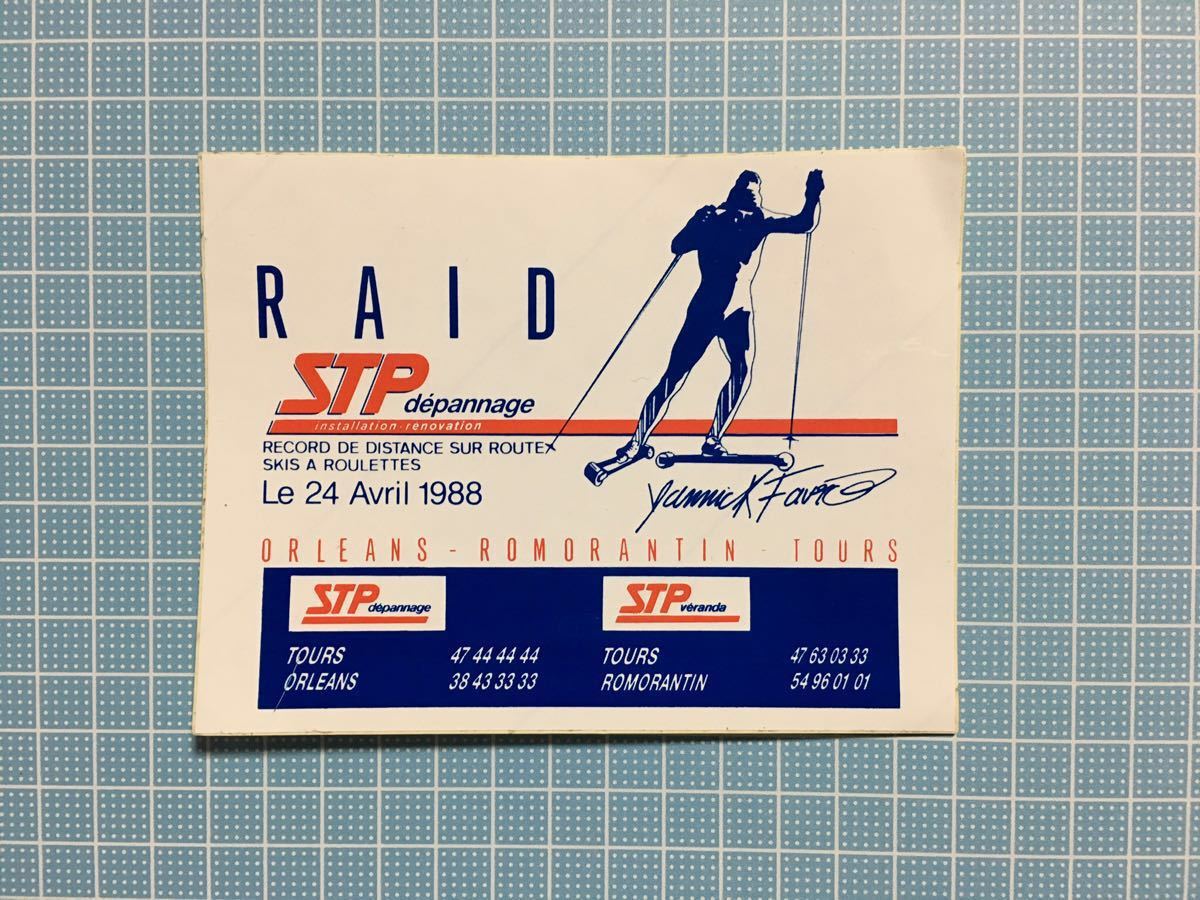 RAID
STP dépannage
installation - rénovation
RECORD DE DISTANCE SUR ROUTE
SKIS A ROULETTES
Le 24 Avril 1988
Yannick
ORLEANS - ROMORANTIN - TOURS
STP dépannage
STP véranda
TOURS 47 44 44 44
ORLEANS 38 43 33 33
TOURS 47 63 03 33
ROMORANTIN 54 96 01 01